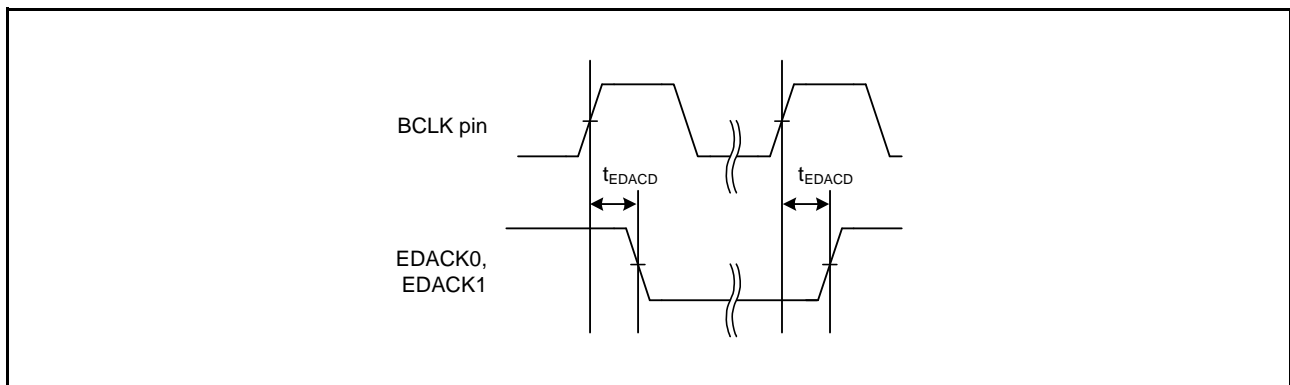 BCLK pin
tEDACD
tEDACD
EDACK0,
EDACK1